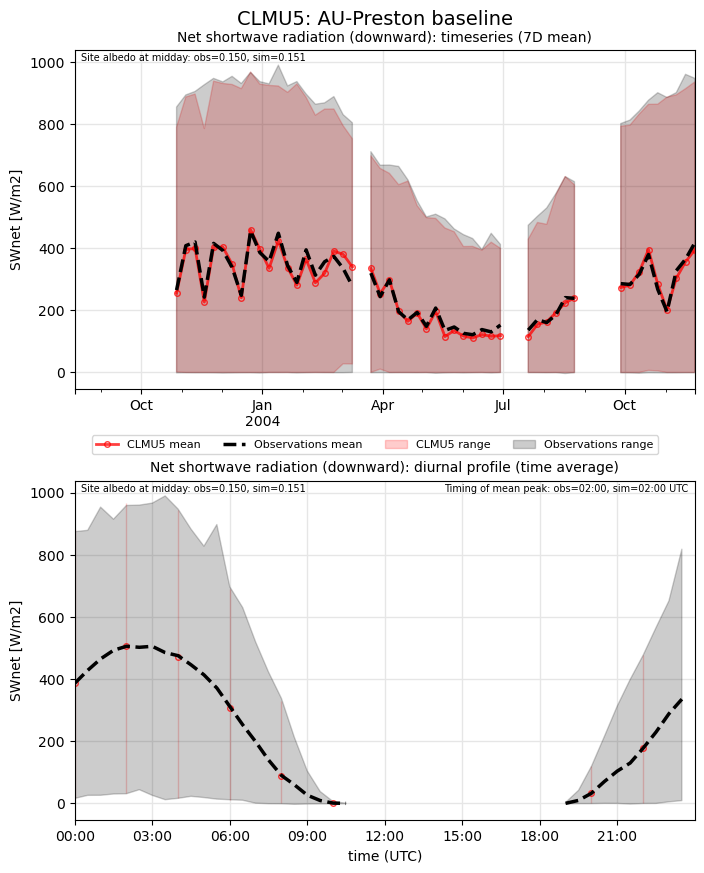 CLMU5: AU-Preston baseline
Net shortwave radiation (downward): timeseries (7D mean)
Site albedo at midday: obs=0.150, sim=0.151
SWnet [W/m2]
1000
800
600
400
200
0
Oct
Jan
2004
Apr
Jul
Oct
CLMU5 mean
Observations mean
CLMU5 range
Observations range
Net shortwave radiation (downward): diurnal profile (time average)
Site albedo at midday: obs=0.150, sim=0.151
Timing of mean peak: obs=02:00, sim=02:00 UTC
SWnet [W/m2]
1000
800
600
400
200
0
00:00
03:00
06:00
09:00
12:00
15:00
18:00
21:00
time (UTC)